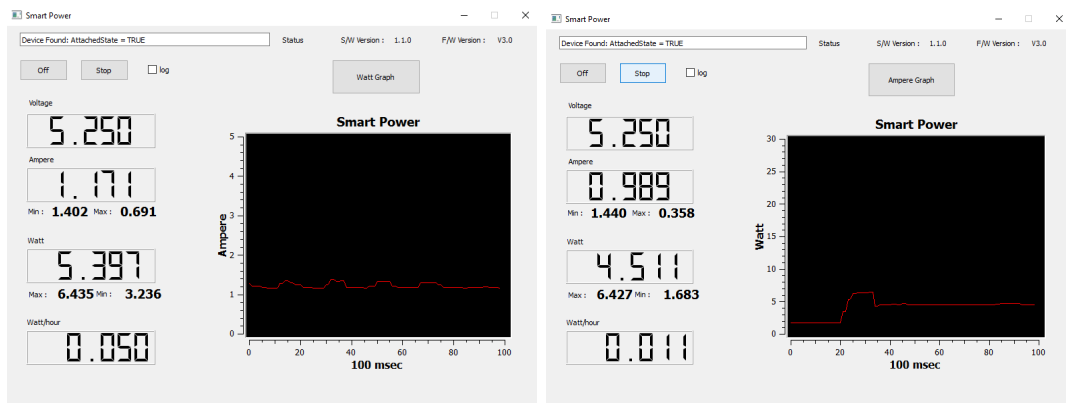 Smart Power
Device Found: AttachedState = TRUE
Status
S/W Version : 1.1.0
F/W Version : V3.0
Off
Stop
log
Watt Graph
Voltage
5.250
Ampere
1.171
Min : 1.402 Max : 0.691
Watt
5.397
Max : 6.435 Min : 3.236
Watt/hour
0.050
Smart Power
Ampere
5
4
3
2
1
0
0 20 40 60 80 100
100 msec
Smart Power
Device Found: AttachedState = TRUE
Status
S/W Version : 1.1.0
F/W Version : V3.0
Off
Stop
log
Ampere Graph
Voltage
5.250
Ampere
0.989
Min : 1.440 Max : 0.358
Watt
4.511
Max : 6.427 Min : 1.683
Watt/hour
0.011
Smart Power
Watt
30
25
20
15
10
5
0
0 20 40 60 80 100
100 msec